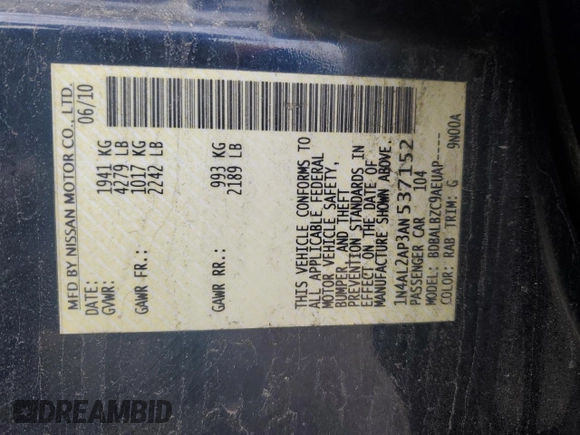 MFD BY NISSAN MOTOR CO., LTD.
DATE: 06/10
GVWR: 1941 KG
4279 LB
GAWR FR.: 1017 KG
2242 LB
GAWR RR.: 993 KG
2189 LB
THIS VEHICLE CONFORMS TO
ALL APPLICABLE FEDERAL
MOTOR VEHICLE SAFETY,
BUMPER, AND THEFT
PREVENTION STANDARDS IN
EFFECT ON THE DATE OF
MANUFACTURE SHOWN ABOVE.
1N4AL2AP3AN537152
PASSENGER CAR 104
MODEL: BDBALBZC9AEUAP----
COLOR: RAB TRIM: G 9N00A
DREAMBID